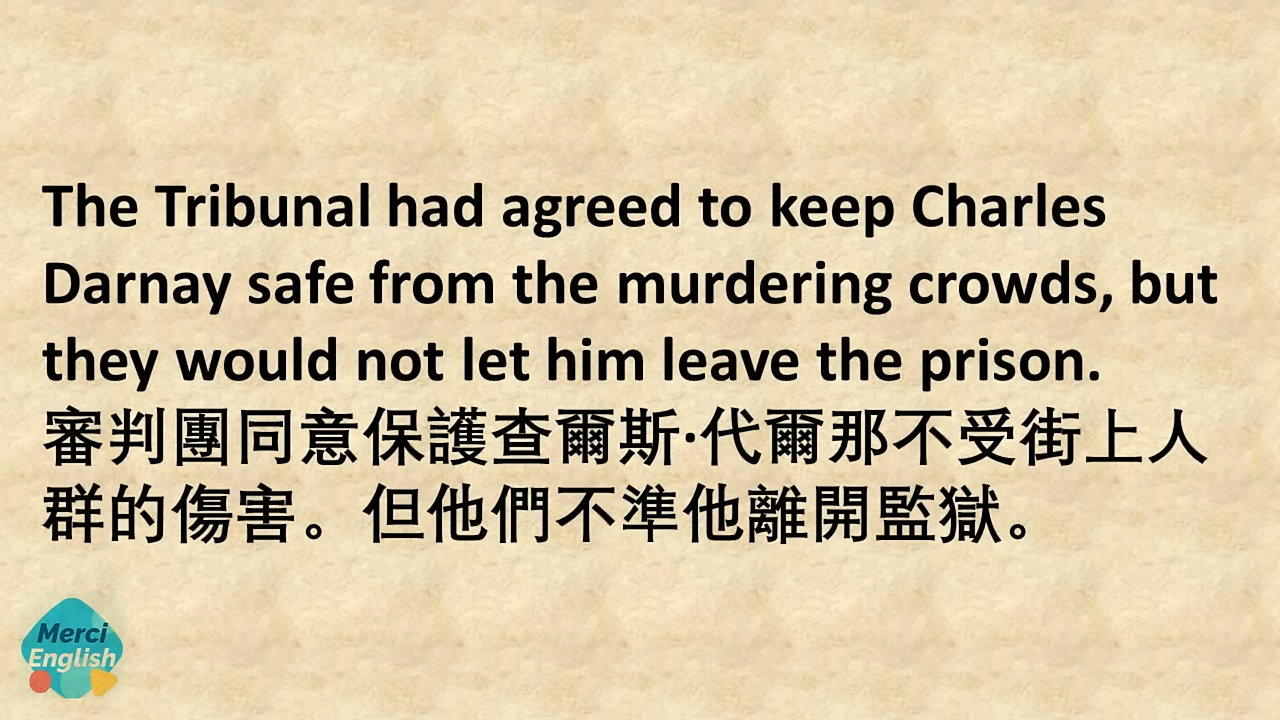 The Tribunal had agreed to keep Charles
Darnay safe from the murdering crowds, but
they would not let him leave the prison.
審判團同意保護查爾斯·代爾那不受街上人
群的傷害。但他們不準他離開監獄。
Merci
English